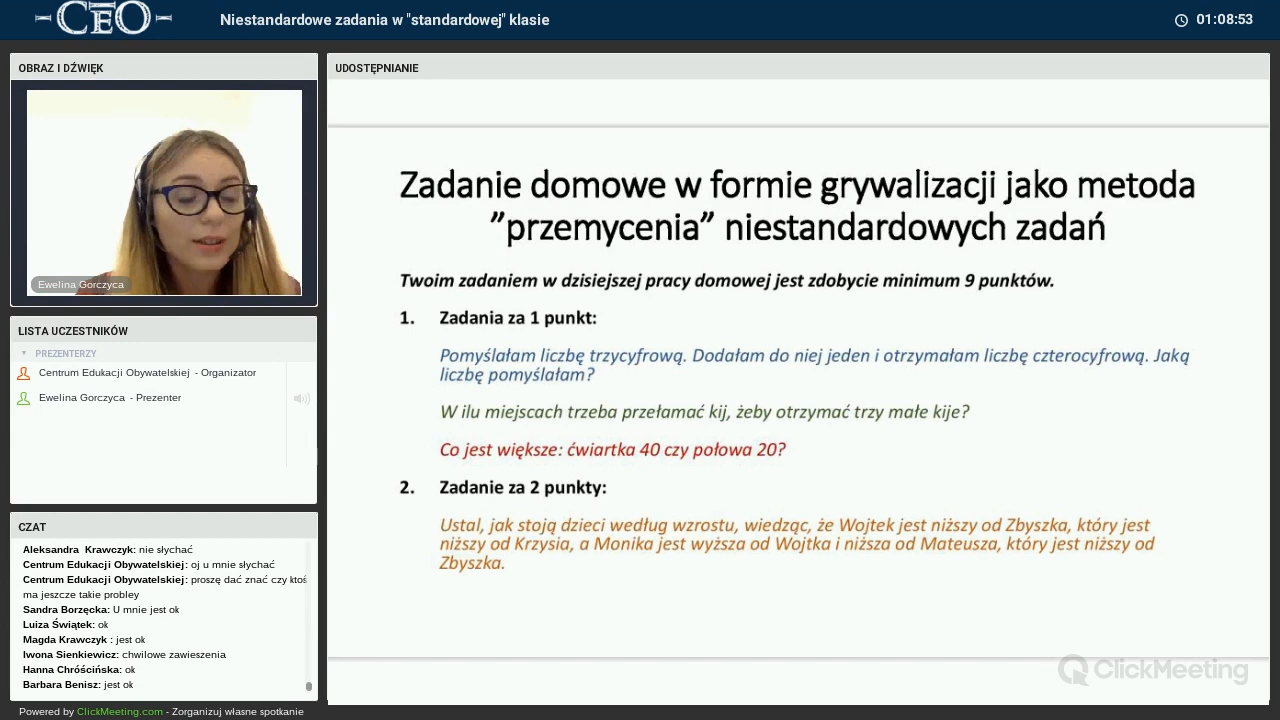 CEO
Niestandardowe zadania w "standardowej" klasie
01:08:53
OBRAZ I DŹWIĘK
Ewelina Gorczyca
LISTA UCZESTNIKÓW
PREZENTERZY
Centrum Edukacji Obywatelskiej - Organizator
Ewelina Gorczyca - Prezenter
CZAT
Aleksandra Krawczyk: nie słychać
Centrum Edukacji Obywatelskiej: oj u mnie słychać
Centrum Edukacji Obywatelskiej: proszę dać znać czy ktoś
ma jeszcze takie probley
Sandra Borzęcka: U mnie jest ok
Luiza Świątek: ok
Magda Krawczyk : jest ok
Iwona Sienkiewicz: chwilowe zawieszenia
Hanna Chróścińska: ok
Barbara Benisz: jest ok
Powered by ClickMeeting.com - Zorganizuj własne spotkanie
UDOSTĘPNIANIE
Zadanie domowe w formie grywalizacji jako metoda
”przemycenia” niestandardowych zadań
Twoim zadaniem w dzisiejszej pracy domowej jest zdobycie minimum 9 punktów.
1. Zadania za 1 punkt:
Pomyślałam liczbę trzycyfrową. Dodałam do niej jeden i otrzymałam liczbę czterocyfrową. Jaką
liczbę pomyślałam?
W ilu miejscach trzeba przełamać kij, żeby otrzymać trzy małe kije?
Co jest większe: ćwiartka 40 czy połowa 20?
2. Zadanie za 2 punkty:
Ustal, jak stoją dzieci według wzrostu, wiedząc, że Wojtek jest niższy od Zbyszka, który jest
niższy od Krzysia, a Monika jest wyższa od Wojtka i niższa od Mateusza, który jest niższy od
Zbyszka.
ClickMeeting